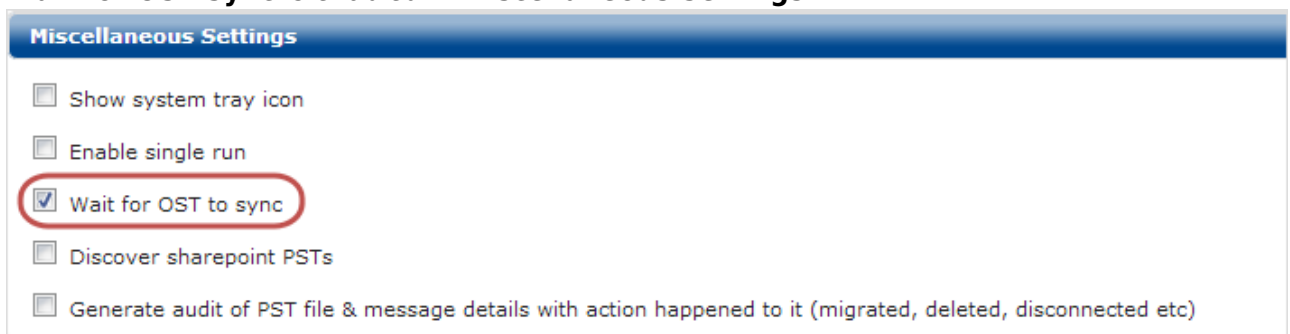 Miscellaneous Settings
Show system tray icon
Enable single run
Wait for OST to sync
Discover sharepoint PSTs
Generate audit of PST file & message details with action happened to it (migrated, deleted, disconnected etc)